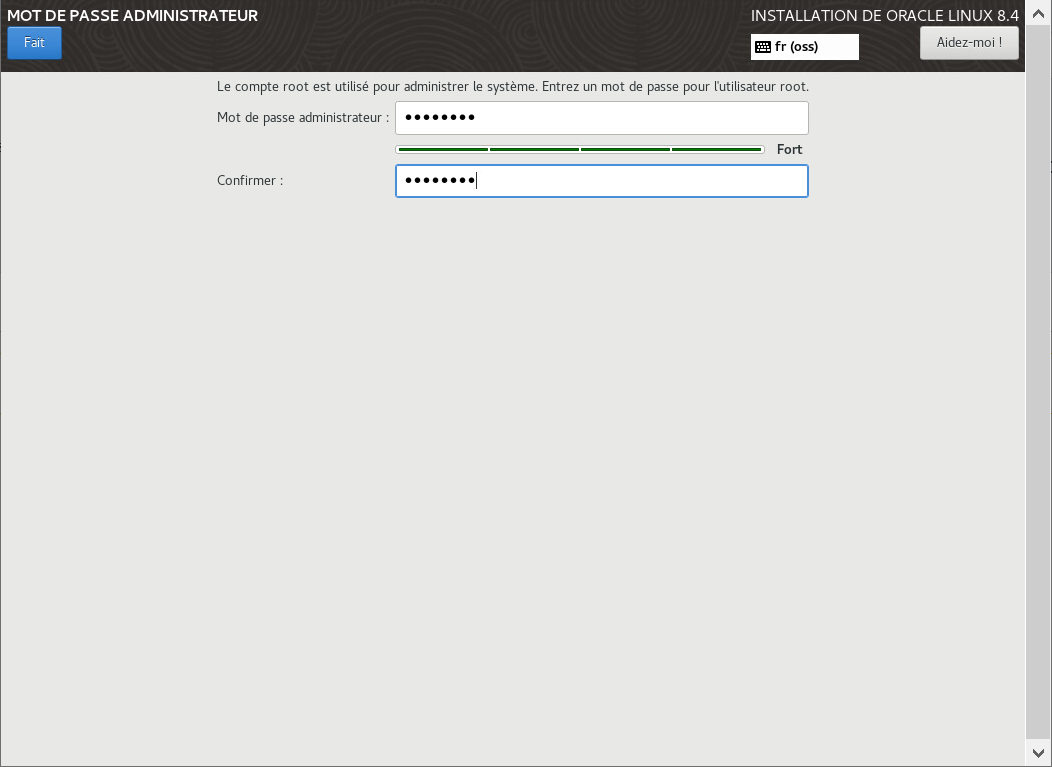 MOT DE PASSE ADMINISTRATEUR
INSTALLATION DE ORACLE LINUX 8.4
Fait
fr (oss)
Aidez-moi !
Le compte root est utilisé pour administrer le système. Entrez un mot de passe pour l'utilisateur root.
Mot de passe administrateur : ●●●●●●●●
Fort
Confirmer : ●●●●●●●●